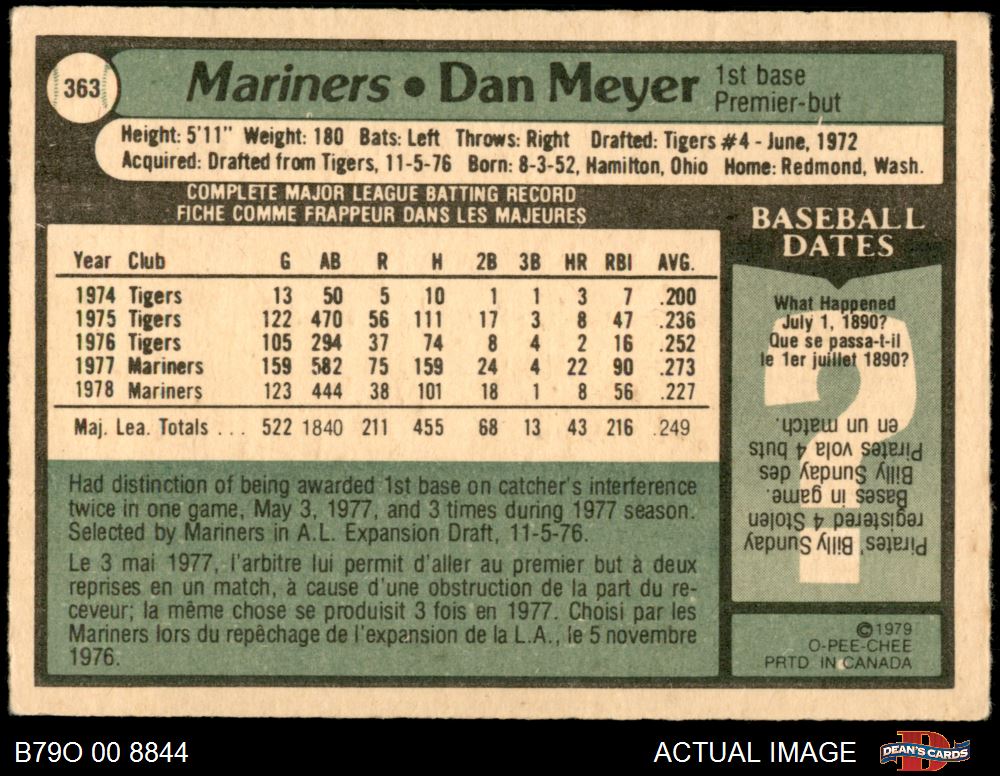 363
Mariners • Dan Meyer
1st base
Premier-but
Height: 5'11" Weight: 180 Bats: Left Throws: Right Drafted: Tigers #4 - June, 1972
Acquired: Drafted from Tigers, 11-5-76 Born: 8-3-52, Hamilton, Ohio Home: Redmond, Wash.
COMPLETE MAJOR LEAGUE BATTING RECORD
FICHE COMME FRAPPEUR DANS LES MAJEURES
Year Club G AB R H 2B 3B HR RBI AVG.
1974 Tigers 13 50 5 10 1 1 3 7 .200
1975 Tigers 122 470 56 111 17 3 8 47 .236
1976 Tigers 105 294 37 74 8 4 2 16 .252
1977 Mariners 159 582 75 159 24 4 22 90 .273
1978 Mariners 123 444 38 101 18 1 8 56 .227
Maj. Lea. Totals ... 522 1840 211 455 68 13 43 216 .249
Had distinction of being awarded 1st base on catcher's interference
twice in one game, May 3, 1977, and 3 times during 1977 season.
Selected by Mariners in A.L. Expansion Draft, 11-5-76.
Le 3 mai 1977, l'arbitre lui permit d'aller au premier but à deux
reprises en un match, à cause d'une obstruction de la part du re-
ceveur; la même chose se produisit 3 fois en 1977. Choisi par les
Mariners lors du repêchage de l'expansion de la L.A., le 5 novembre
1976.
BASEBALL
DATES
What Happened
July 1, 1890?
Que se passa-t-il
le 1er juillet 1890?
?
Pirates' Billy Sunday
registered 4 Stolen
Bases in game.
Billy Sunday des
Pirates vola 4 buts
en un match.
©1979
O-PEE-CHEE
PRTD IN CANADA
B79O 00 8844
ACTUAL IMAGE
D
DEAN'S CARDS